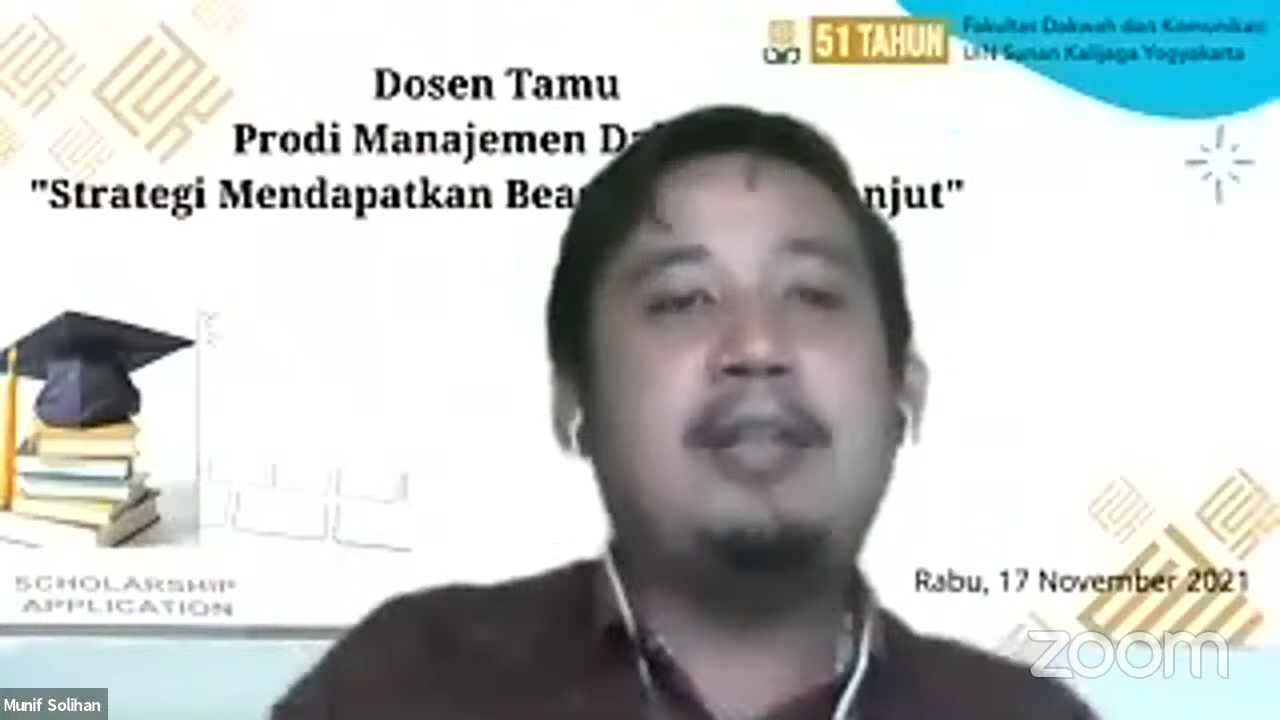 51 TAHUN
Fakultas Dakwah dan Komunikasi
UIN Sunan Kalijaga Yogyakarta
Dosen Tamu
Prodi Manajemen
"Strategi Mendapatkan
njut"
SCHOLARSHIP
APPLICATION
Rabu, 17 November 2021
zoom
Munif Solihan